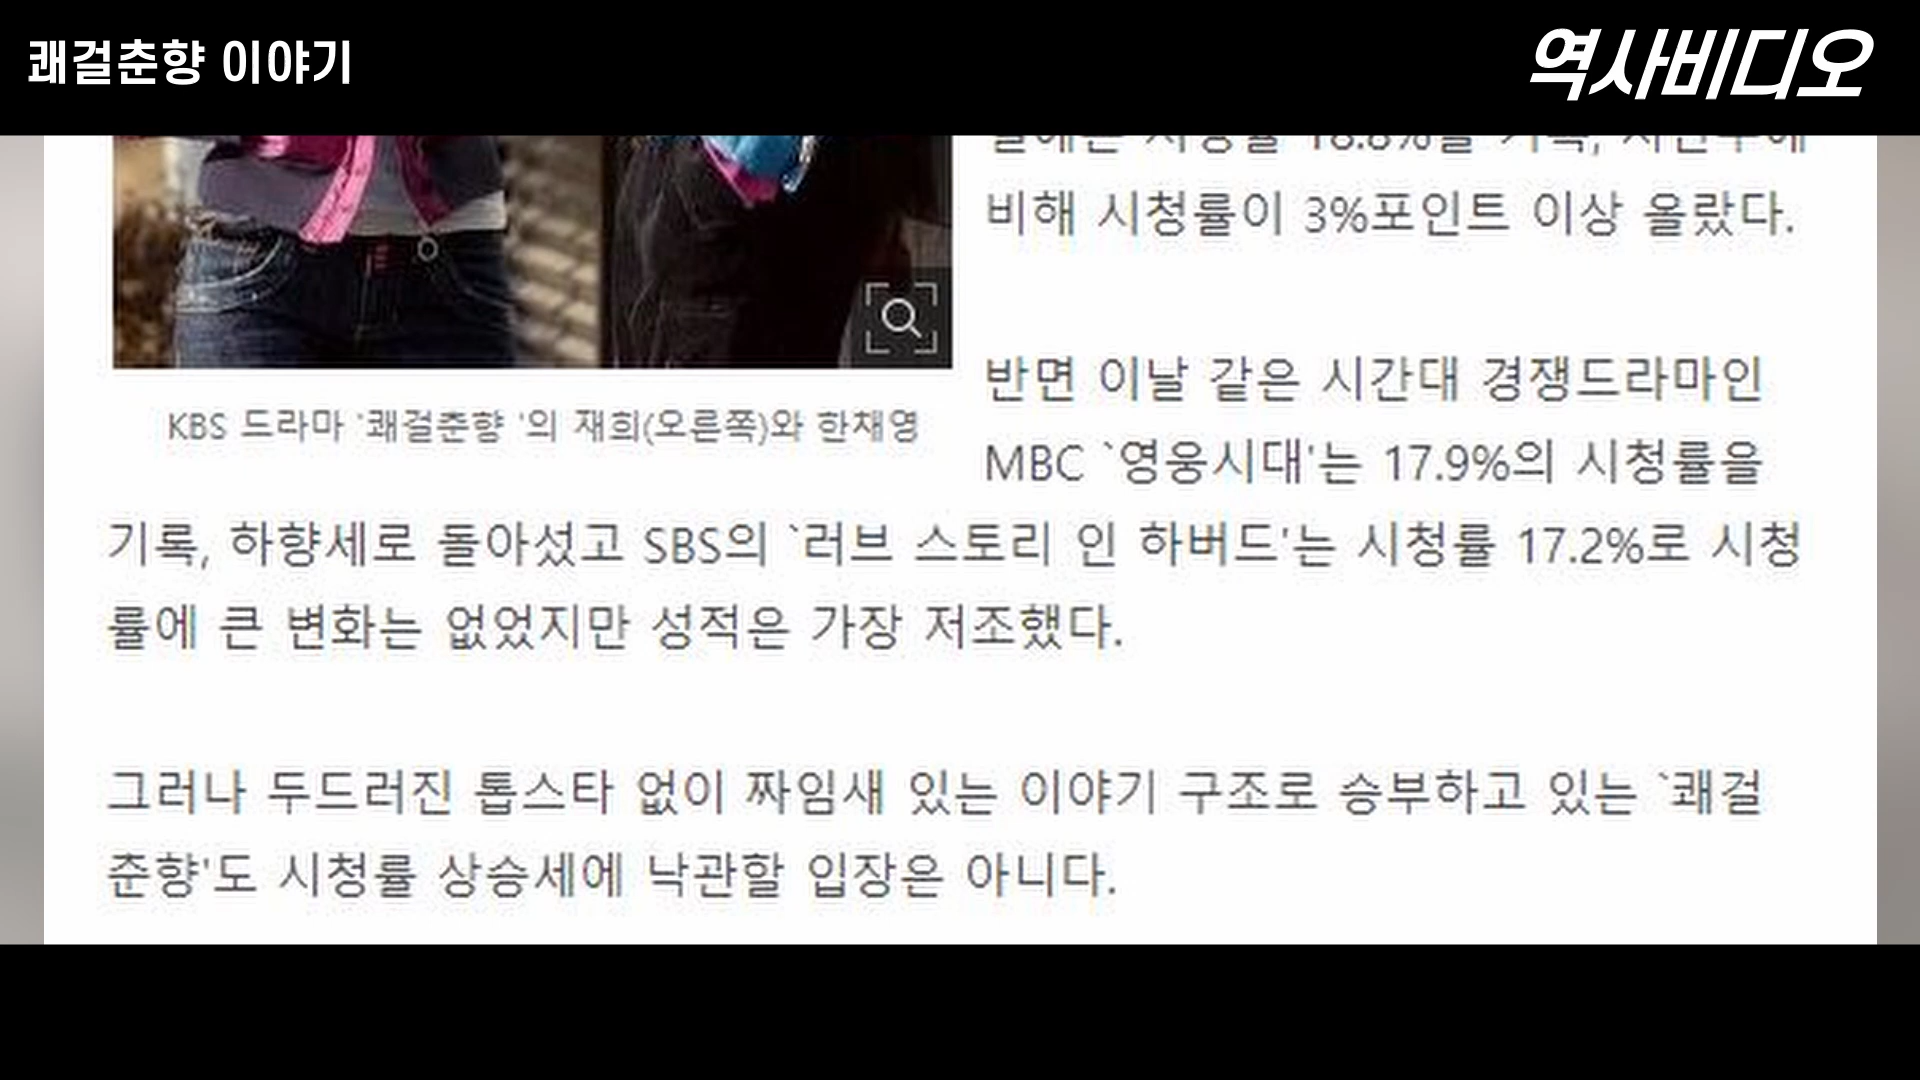 쾌걸춘향 이야기
역사비디오
비해 시청률이 3%포인트 이상 올랐다.
반면 이날 같은 시간대 경쟁드라마인
MBC `영웅시대'는 17.9%의 시청률을
KBS 드라마 '쾌걸춘향 '의 재희(오른쪽)와 한채영
기록, 하향세로 돌아섰고 SBS의 `러브 스토리 인 하버드'는 시청률 17.2%로 시청
률에 큰 변화는 없었지만 성적은 가장 저조했다.
그러나 두드러진 톱스타 없이 짜임새 있는 이야기 구조로 승부하고 있는 `쾌걸
춘향'도 시청률 상승세에 낙관할 입장은 아니다.